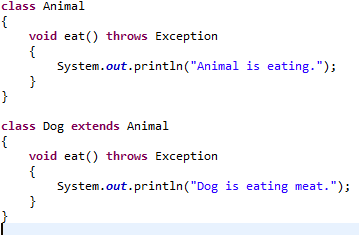 class Animal
{
    void eat() throws Exception
    {
        System.out.println("Animal is eating.");
    }
}

class Dog extends Animal
{
    void eat() throws Exception
    {
        System.out.println("Dog is eating meat.");
    }
}